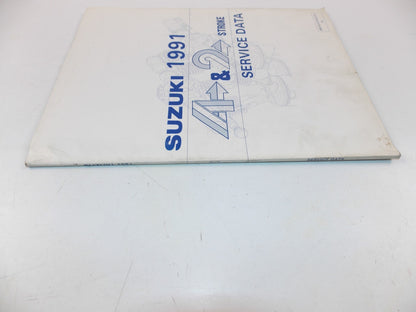 SUZUKI 1991
4 & 2 STROKE
SERVICE DATA